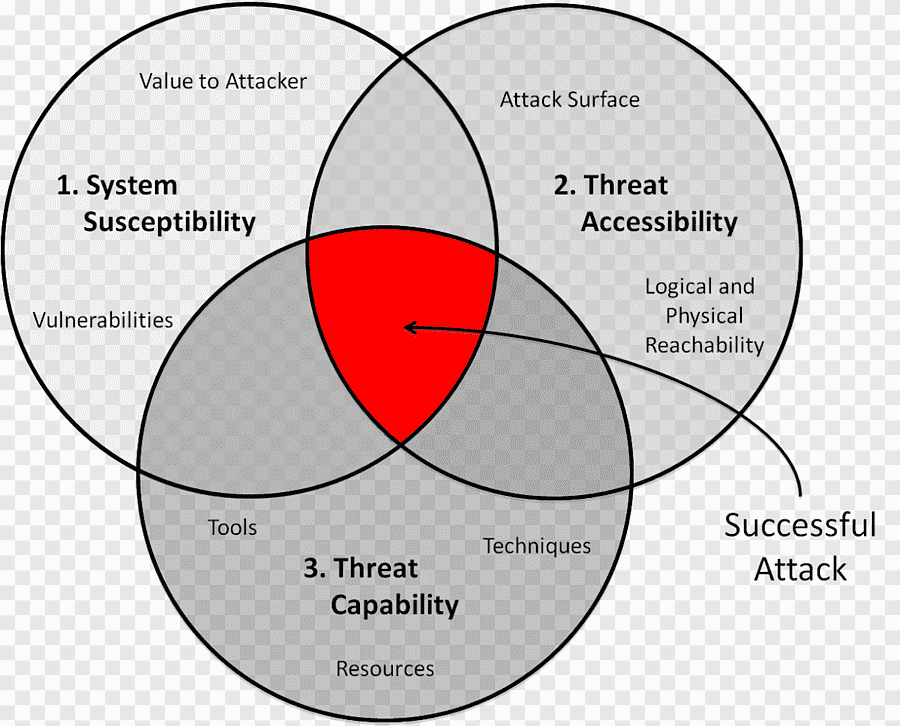 Value to Attacker
1. System
Susceptibility
Vulnerabilities
Attack Surface
2. Threat
Accessibility
Logical and
Physical
Reachability
Tools
Techniques
3. Threat
Capability
Resources
Successful
Attack